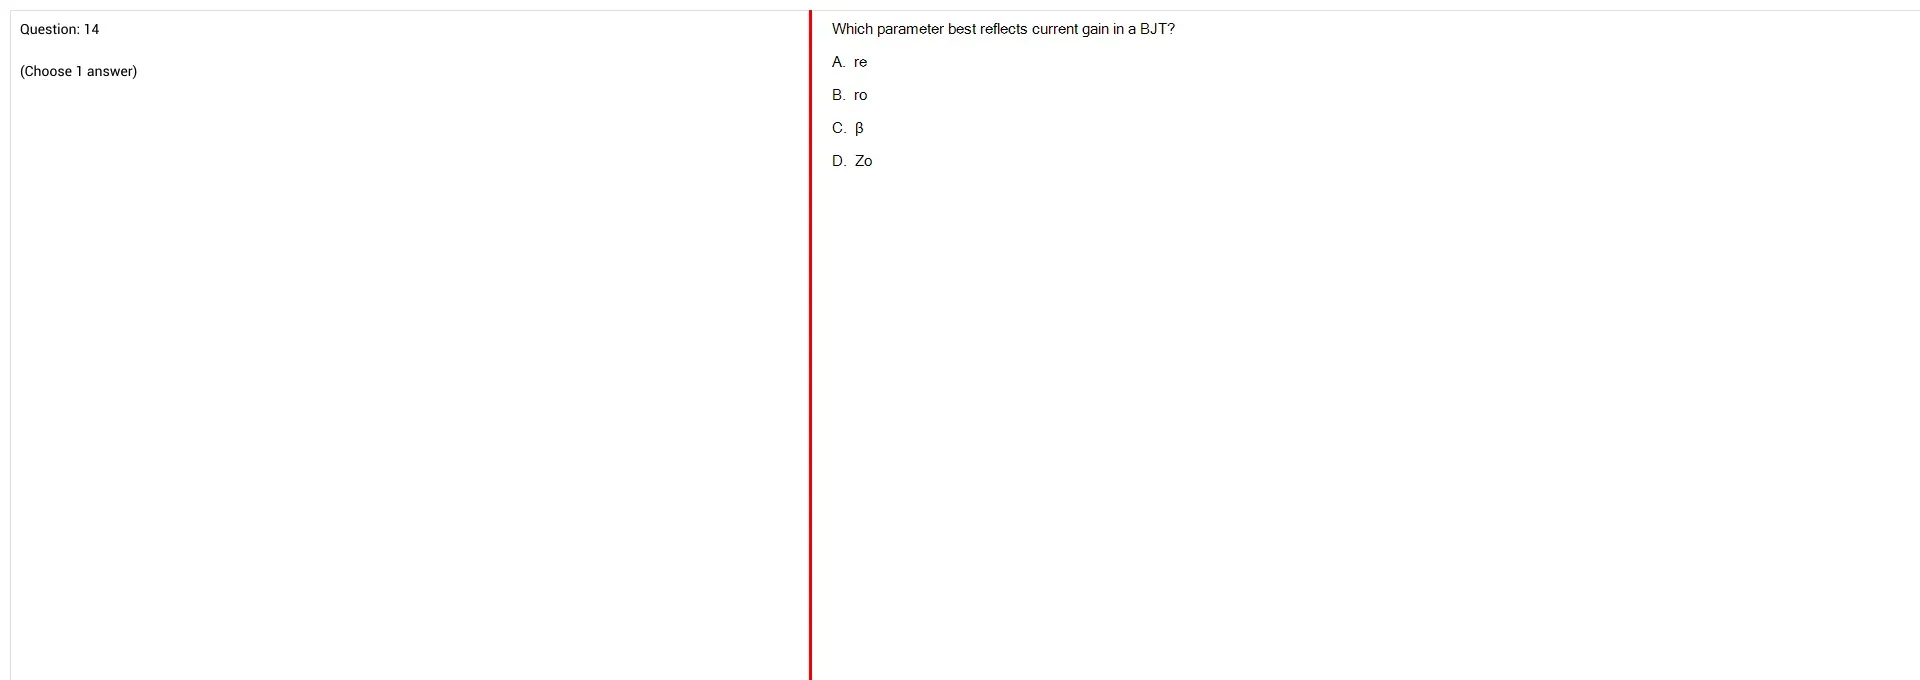 Question: 14
(Choose 1 answer)
Which parameter best reflects current gain in a BJT?
A. re
B. ro
C. β
D. Zo